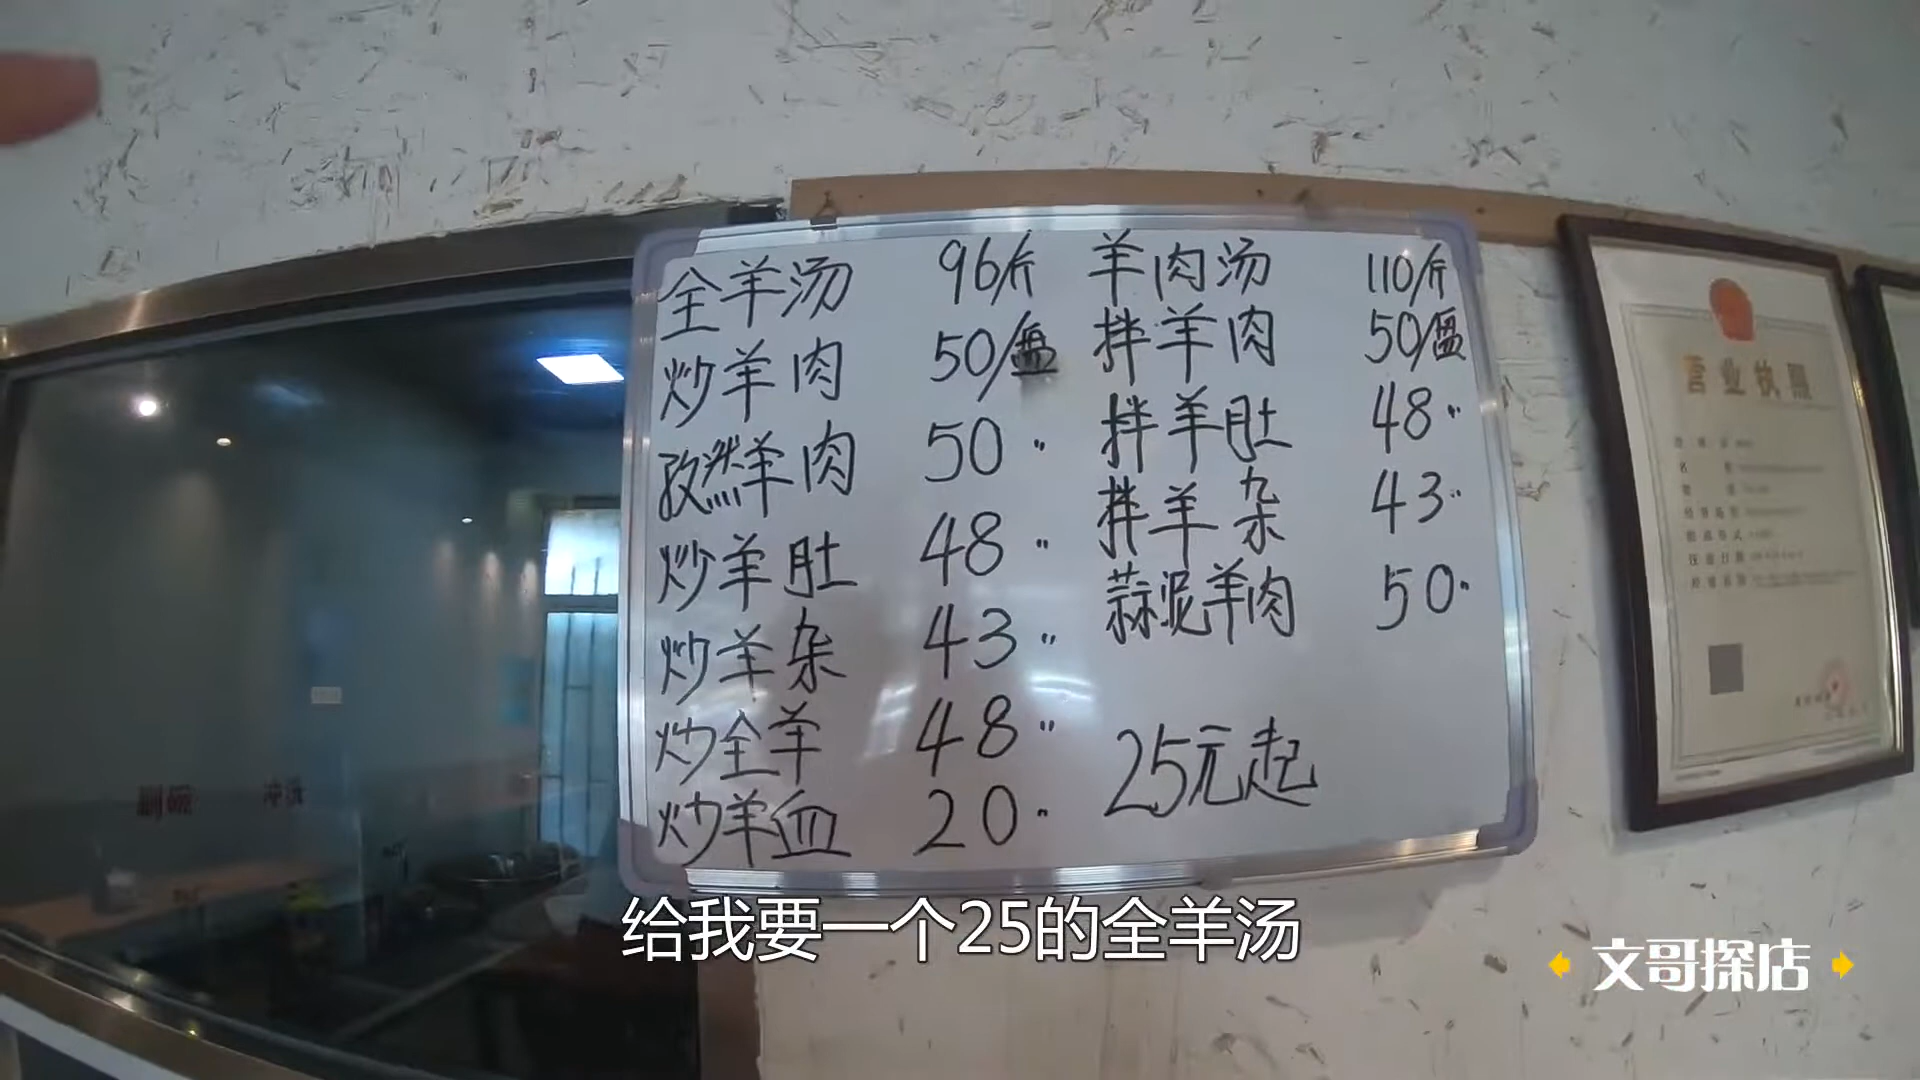 全羊汤 96/斤
炒羊肉 50/盘
孜然羊肉 50 "
炒羊肚 48 "
炒羊杂 43 "
炒全羊 48 "
炒羊血 20 "
羊肉汤 110/斤
拌羊肉 50/盘
拌羊肚 48 "
拌羊杂 43 "
蒜泥羊肉 50 "
25元起
营业执照
给我要一个25的全羊汤
文哥探店